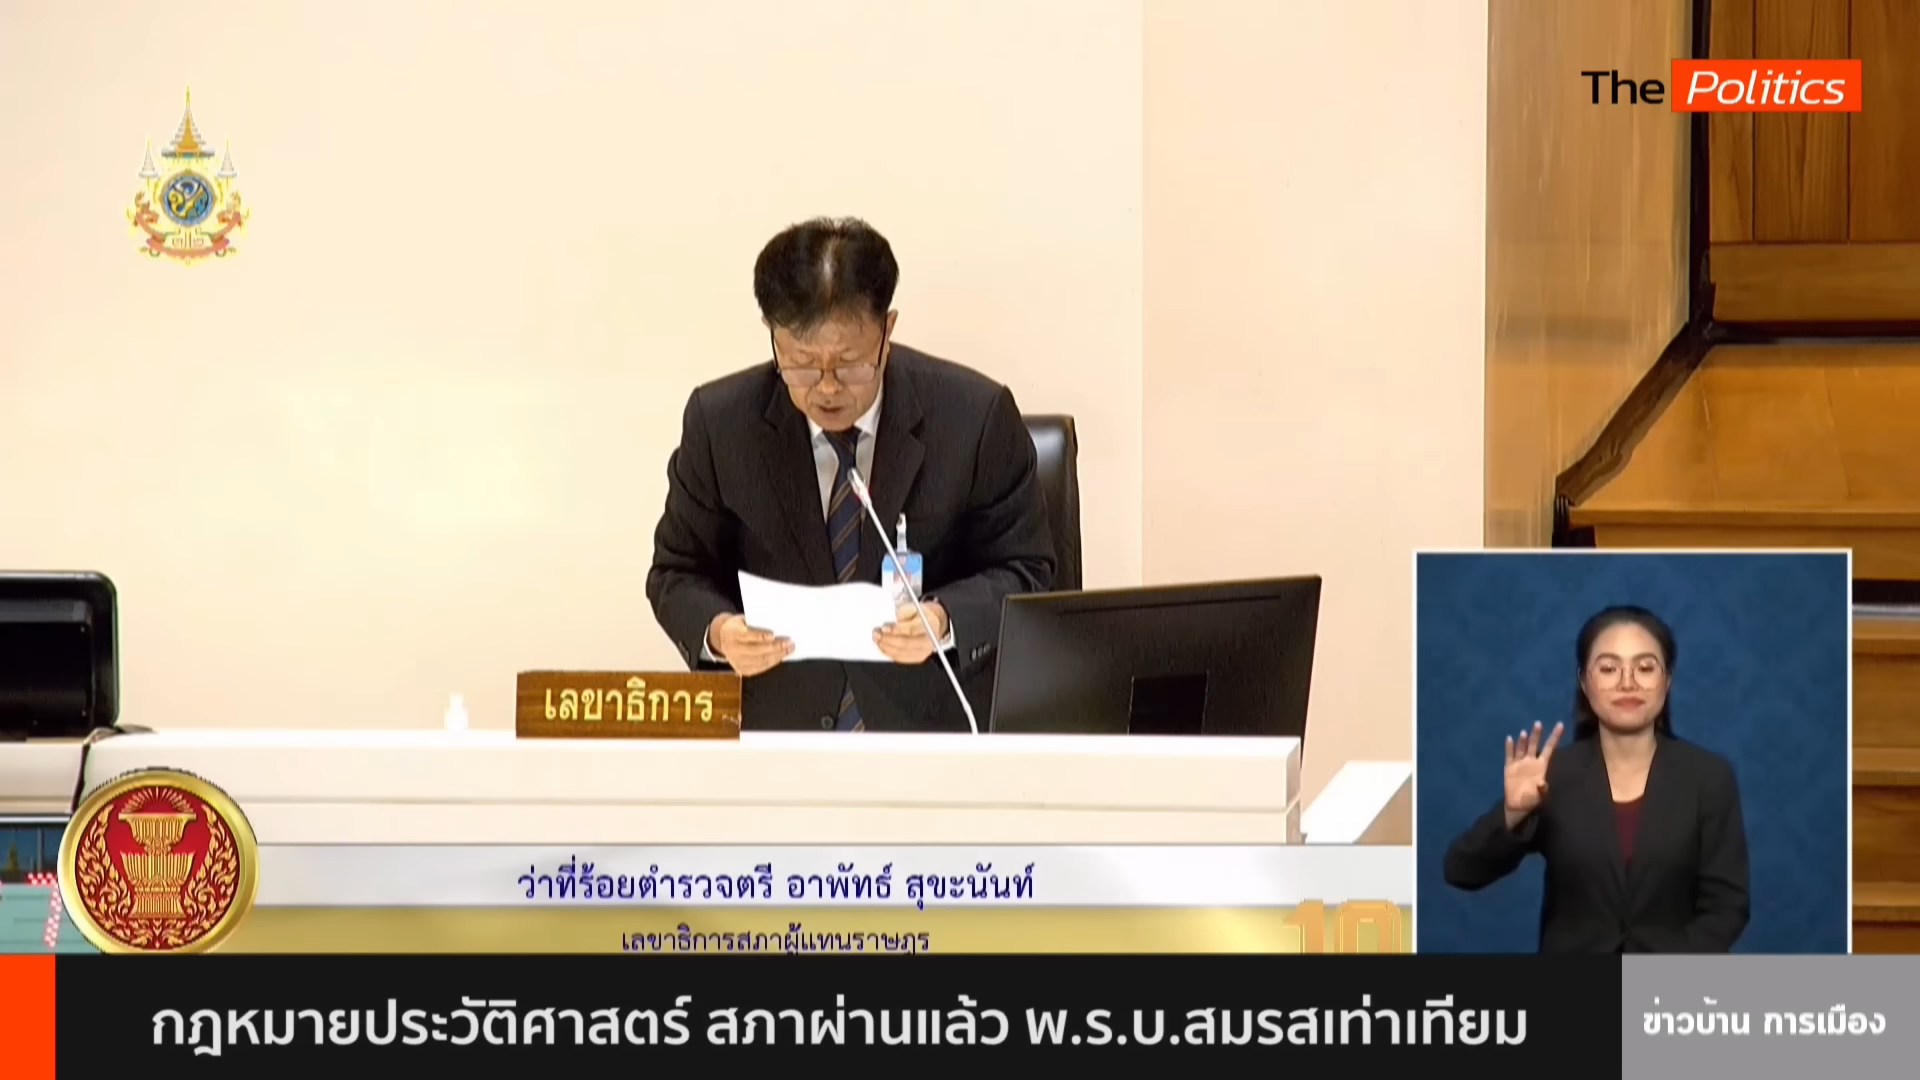 The Politics
เลขาธิการ
ว่าที่ร้อยตำรวจตรี อาพัทธ์ สุขะนันท์
เลขาธิการสภาผู้แทนราษฎร
10
กฎหมายประวัติศาสตร์ สภาผ่านแล้ว พ.ร.บ.สมรสเท่าเทียม
ข่าวบ้าน การเมือง